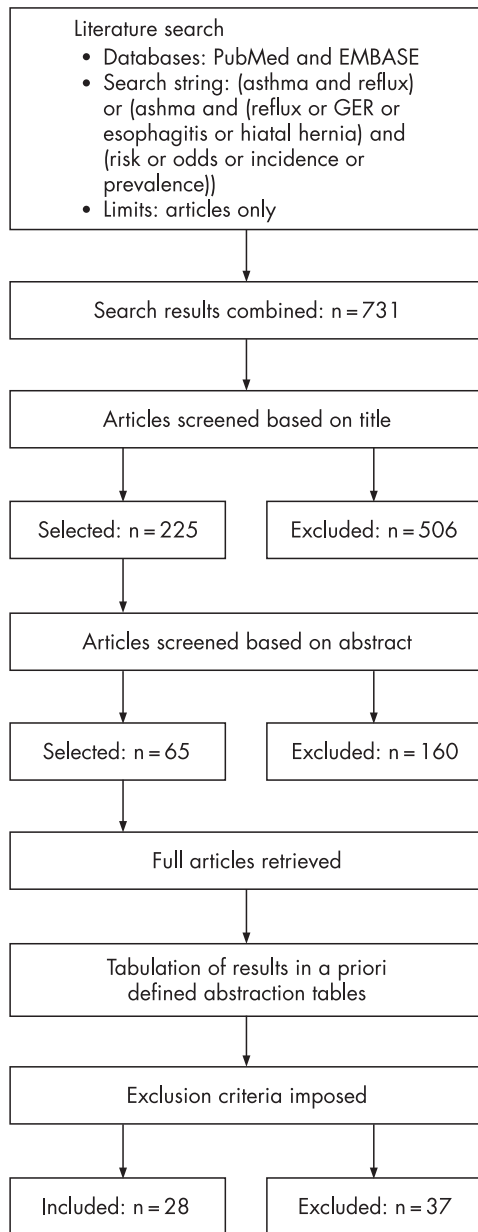 Literature search
• Databases: PubMed and EMBASE
• Search string: (asthma and reflux)
or (ashma and (reflux or GER or
esophagitis or hiatal hernia) and
(risk or odds or incidence or
prevalence))
• Limits: articles only
Search results combined: n = 731
Articles screened based on title
Selected: n = 225
Excluded: n = 506
Articles screened based on abstract
Selected: n = 65
Excluded: n = 160
Full articles retrieved
Tabulation of results in a priori
defined abstraction tables
Exclusion criteria imposed
Included: n = 28
Excluded: n = 37